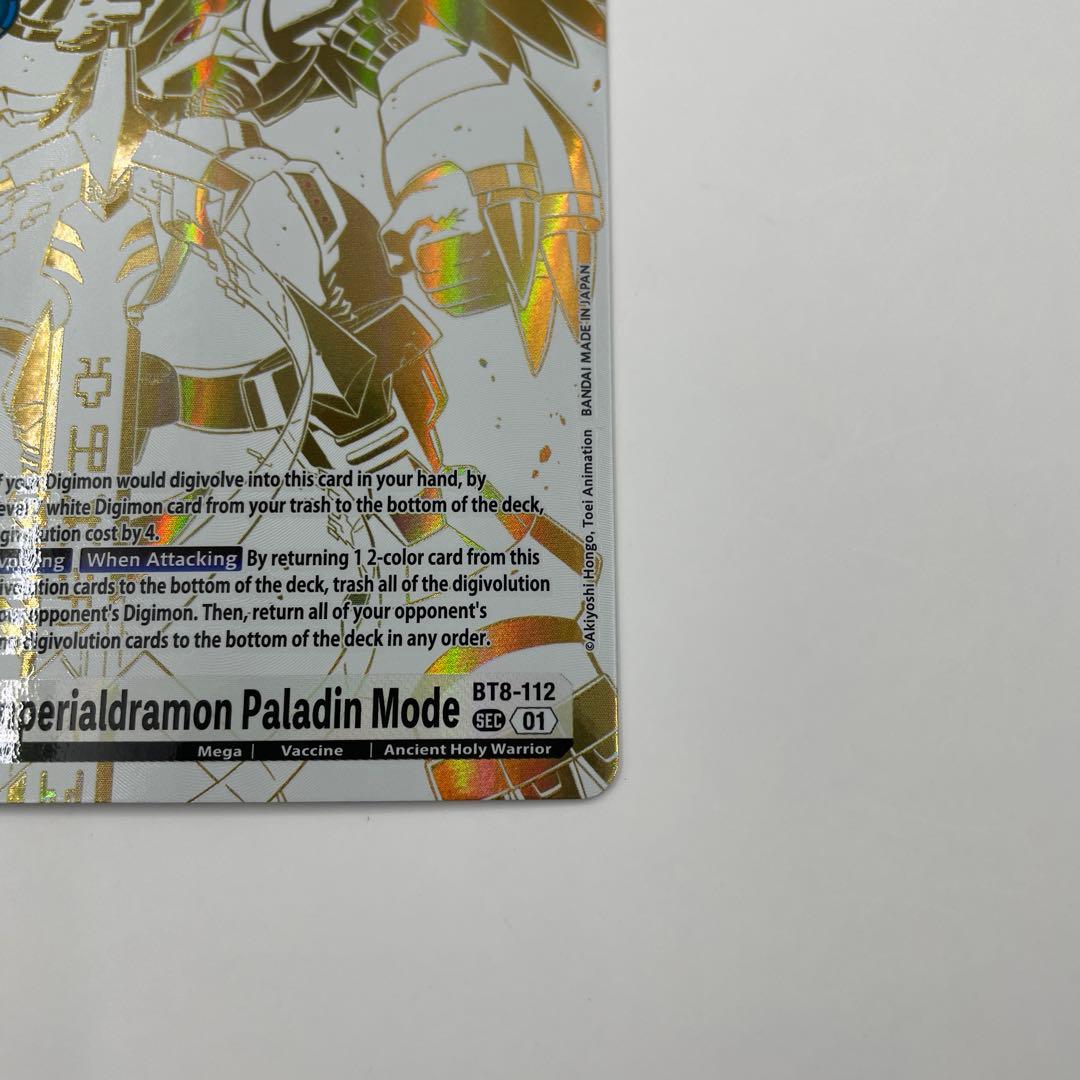 Digimon would digivolve into this card in your hand, by
white Digimon card from your trash to the bottom of the deck,
cost by 4.
When Attacking By returning 1 2-color card from this
cards to the bottom of the deck, trash all of the digivolution
opponent's Digimon. Then, return all of your opponent's
digivolution cards to the bottom of the deck in any order.
perialdramon Paladin Mode
BT8-112
SEC 01
Mega | Vaccine | Ancient Holy Warrior
©Akiyoshi Hongo, Toei Animation BANDAI MADE IN JAPAN